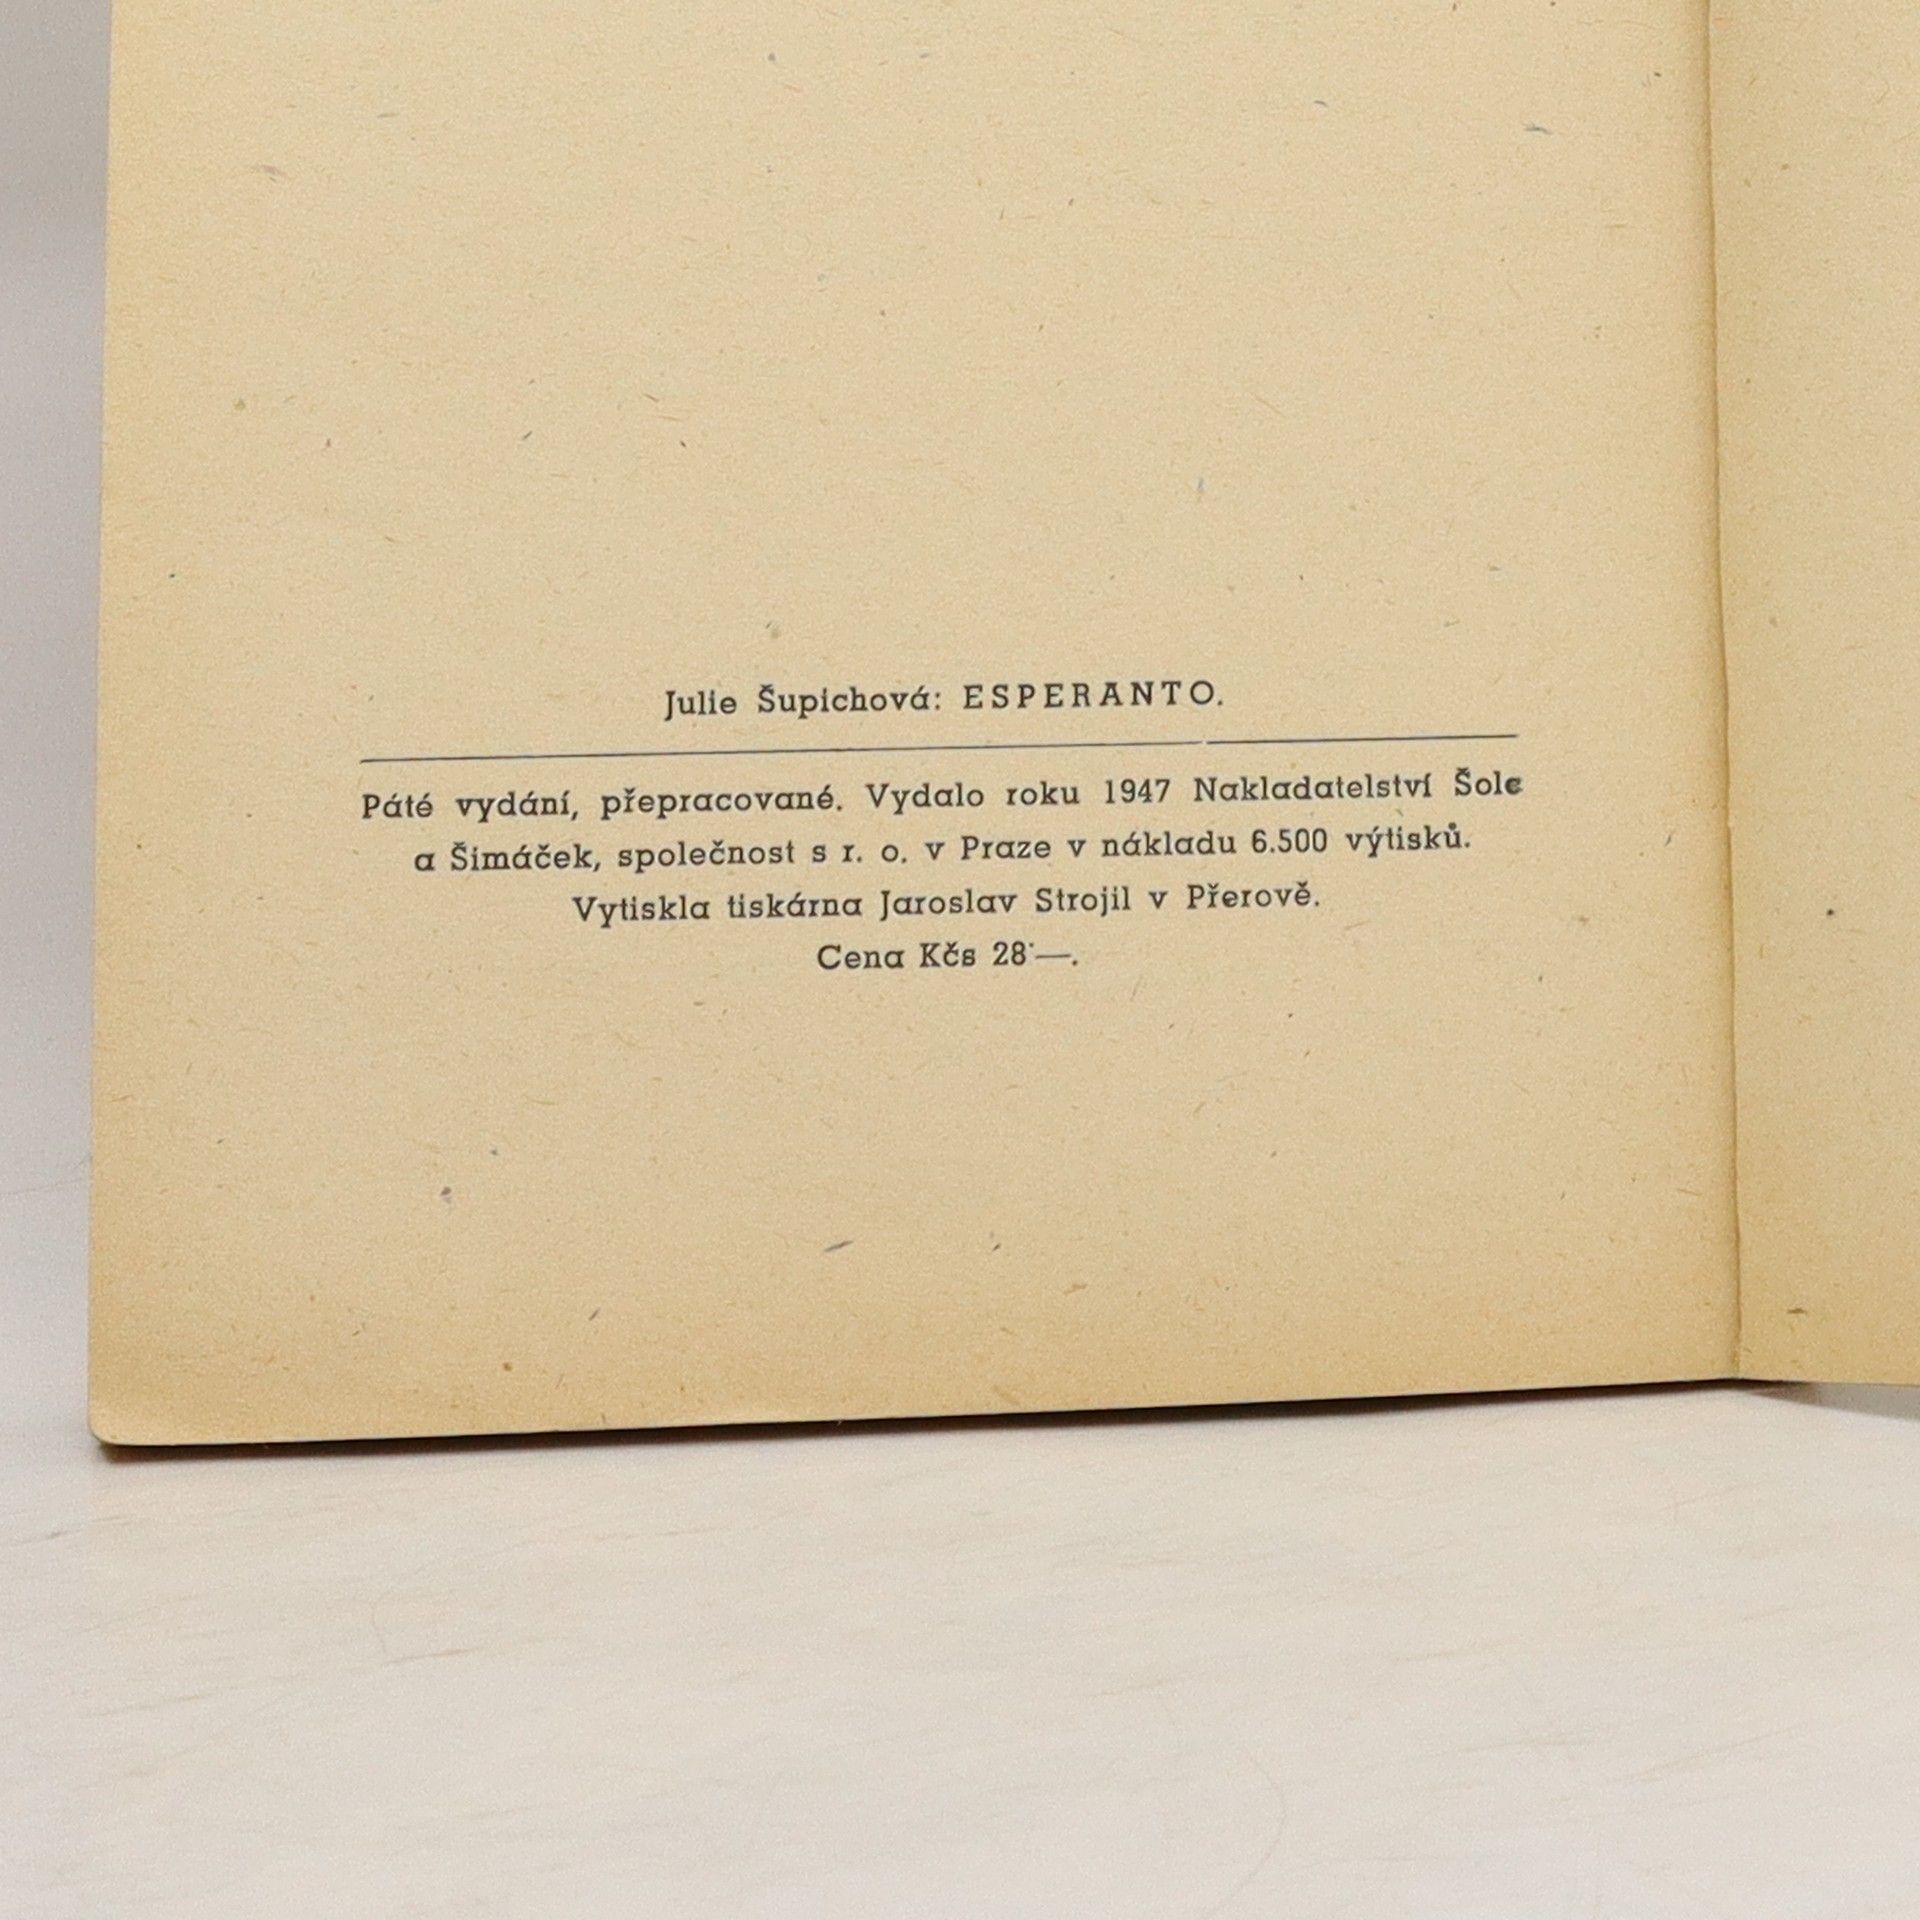 Julie Šupichová: ESPERANTO.
Páté vydání, přepracované. Vydalo roku 1947 Nakladatelství Šolc
a Šimáček, společnost s r. o. v Praze v nákladu 6.500 výtisků.
Vytiskla tiskárna Jaroslav Strojil v Přerově.
Cena Kčs 28·—.